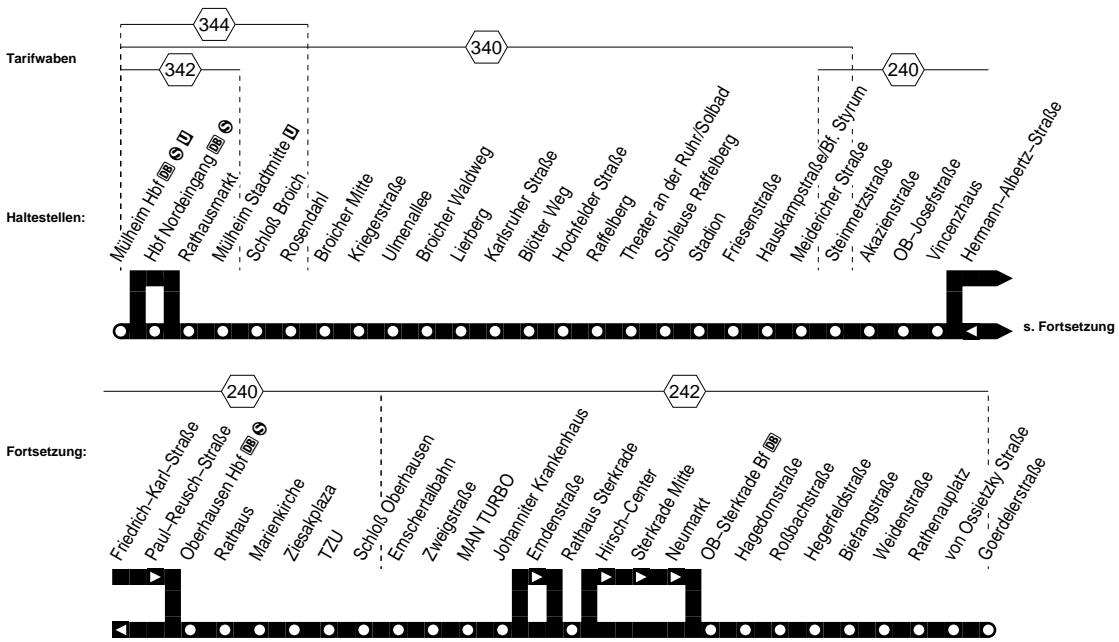 344
340
Tarifwaben
342
240
Haltestellen:
Mülheim Hbf DB S U
Hbf Nordeingang DB S
Rathausmarkt
Mülheim Stadtmitte U
Schloß Broich
Rosendahl
Broicher Mitte
Kriegerstraße
Ulmenallee
Broicher Waldweg
Lierberg
Karlsruher Straße
Blötter Weg
Hochfelder Straße
Raffelberg
Theater an der Ruhr/Solbad
Schleuse Raffelberg
Stadion
Friesenstraße
Hauskampstraße/Bf. Styrum
Meidericher Straße
Steinmetzstraße
Akazienstraße
OB-Josefstraße
Vincenzhaus
Hermann-Albertz-Straße
s. Fortsetzung
240
242
Fortsetzung:
Friedrich-Karl-Straße
Paul-Reusch-Straße
Oberhausen Hbf DB S
Rathaus
Marienkirche
Ziesakplaza
TZU
Schloß Oberhausen
Emschertalbahn
Zweigstraße
MAN TURBO
Johanniter Krankenhaus
Emdenstraße
Rathaus Sterkrade
Hirsch-Center
Sterkrade Mitte
Neumarkt
OB-Sterkrade Bf DB
Hagedornstraße
Roßbachstraße
Hegerfeldstraße
Biefangstraße
Weidenstraße
Rathenauplatz
von Ossietzky Straße
Goerdelerstraße